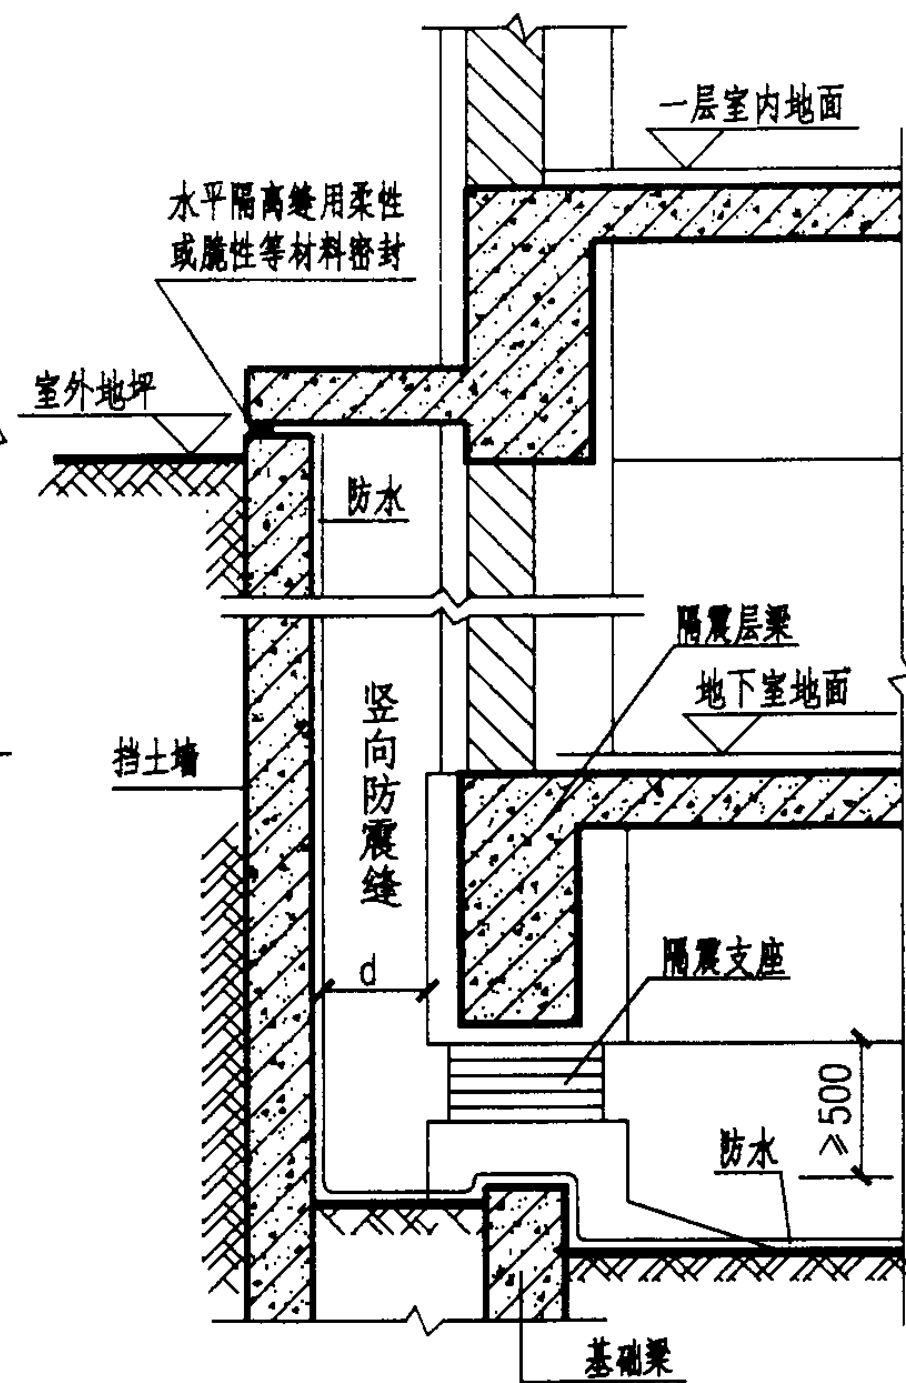 一层室内地面
水平隔离缝用柔性
或脆性等材料密封
室外地坪
防水
隔震层梁
地下室地面
竖向防震缝
挡土墙
隔震支座
d
≥500
防水
基础梁